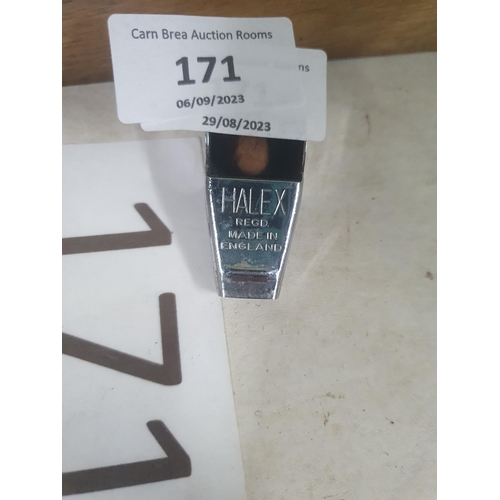 Carn Brea Auction Rooms
171
06/09/2023
29/08/2023
HALEX
REGD.
MADE IN
ENGLAND
171